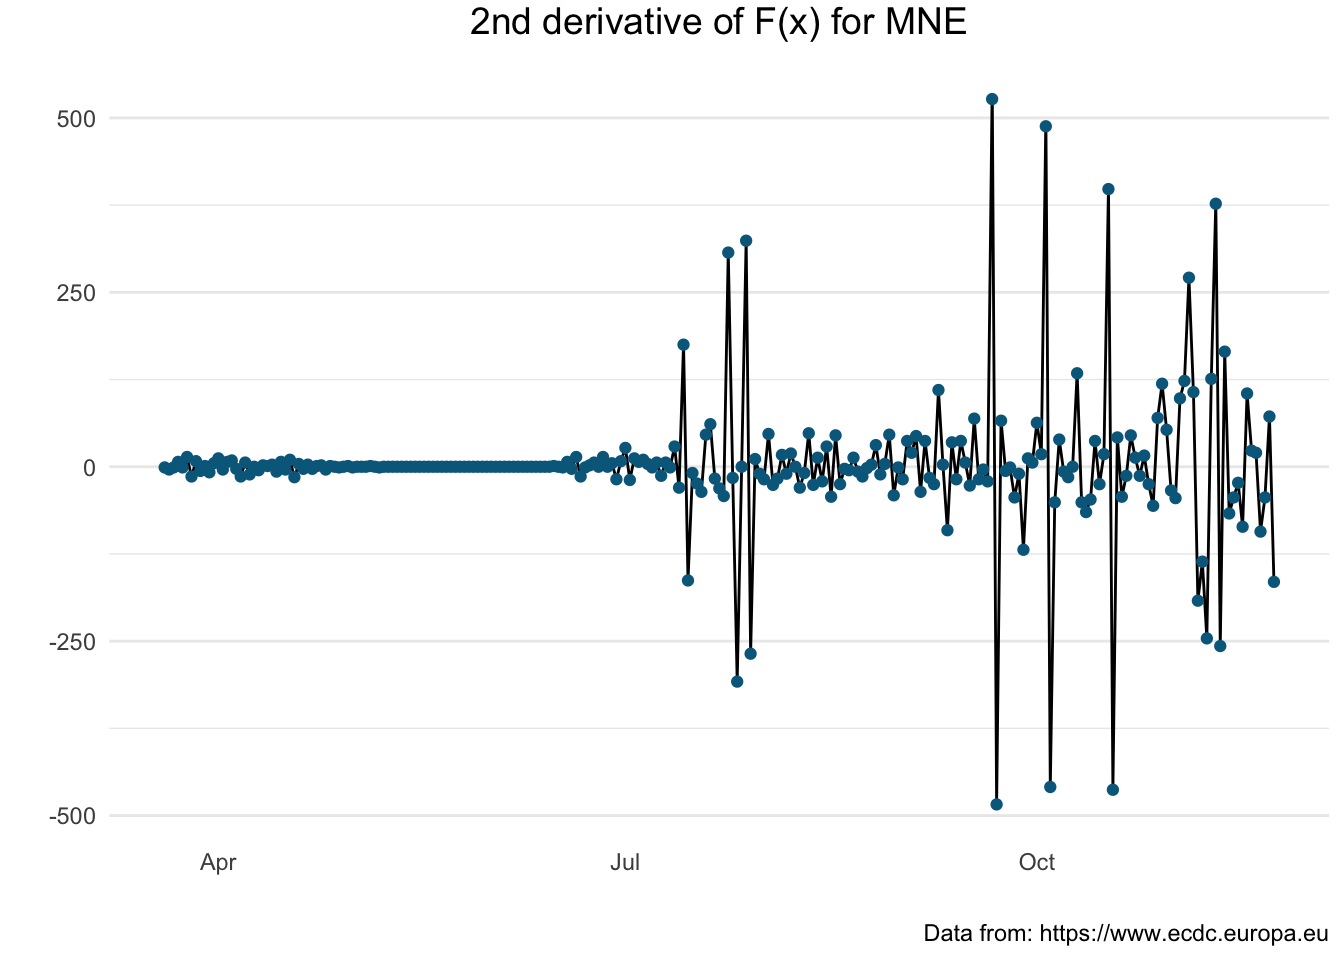 2nd derivative of F(x) for MNE
500
250
0
-250
-500
Apr Jul Oct
Data from: https://www.ecdc.europa.eu